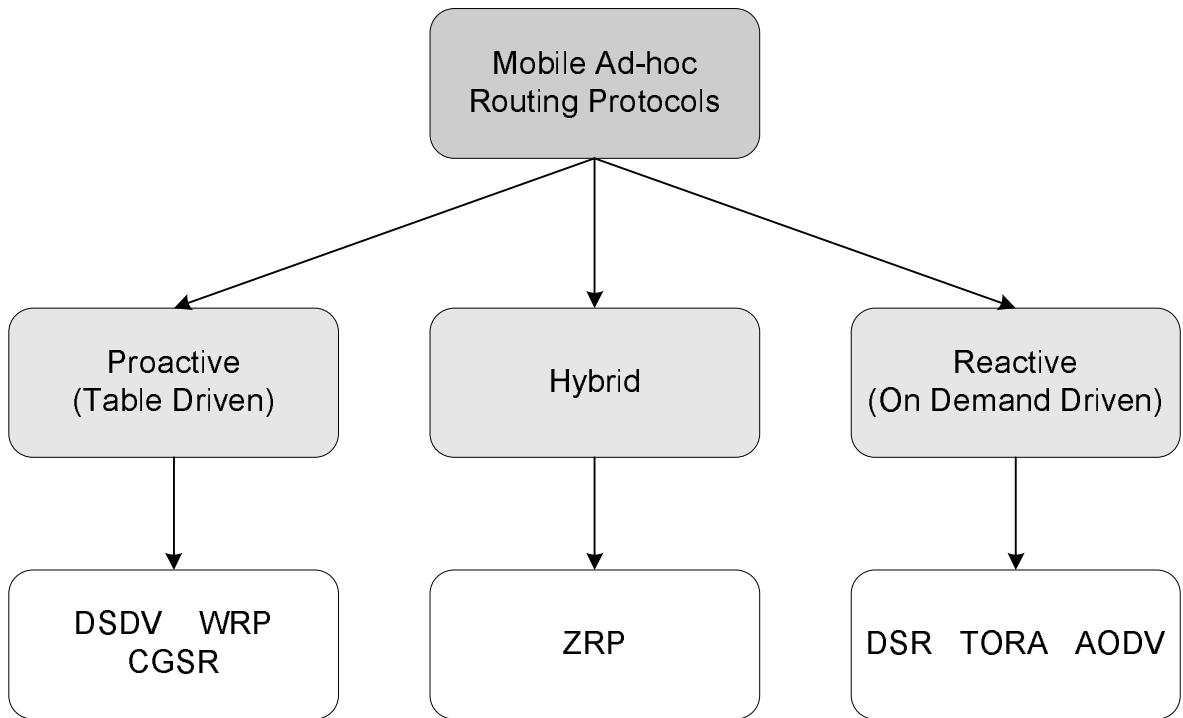 Mobile Ad-hoc
Routing Protocols
Proactive
(Table Driven)
Hybrid
Reactive
(On Demand Driven)
DSDV WRP
CGSR
ZRP
DSR TORA AODV